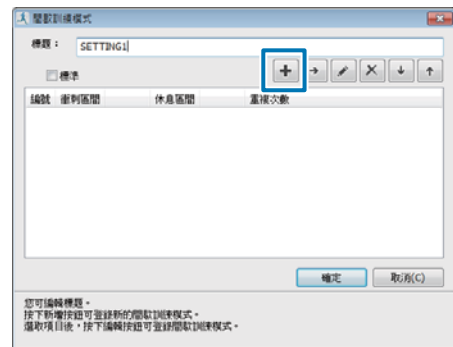 間歇訓練模式
標題：
SETTING1
標準
編號 衝刺區間 休息區間 重複次數
確定 取消(C)
您可編輯標題。
按下新增按鈕可登錄新的間歇訓練模式。
選取項目後，按下編輯按鈕可登錄間歇訓練模式。